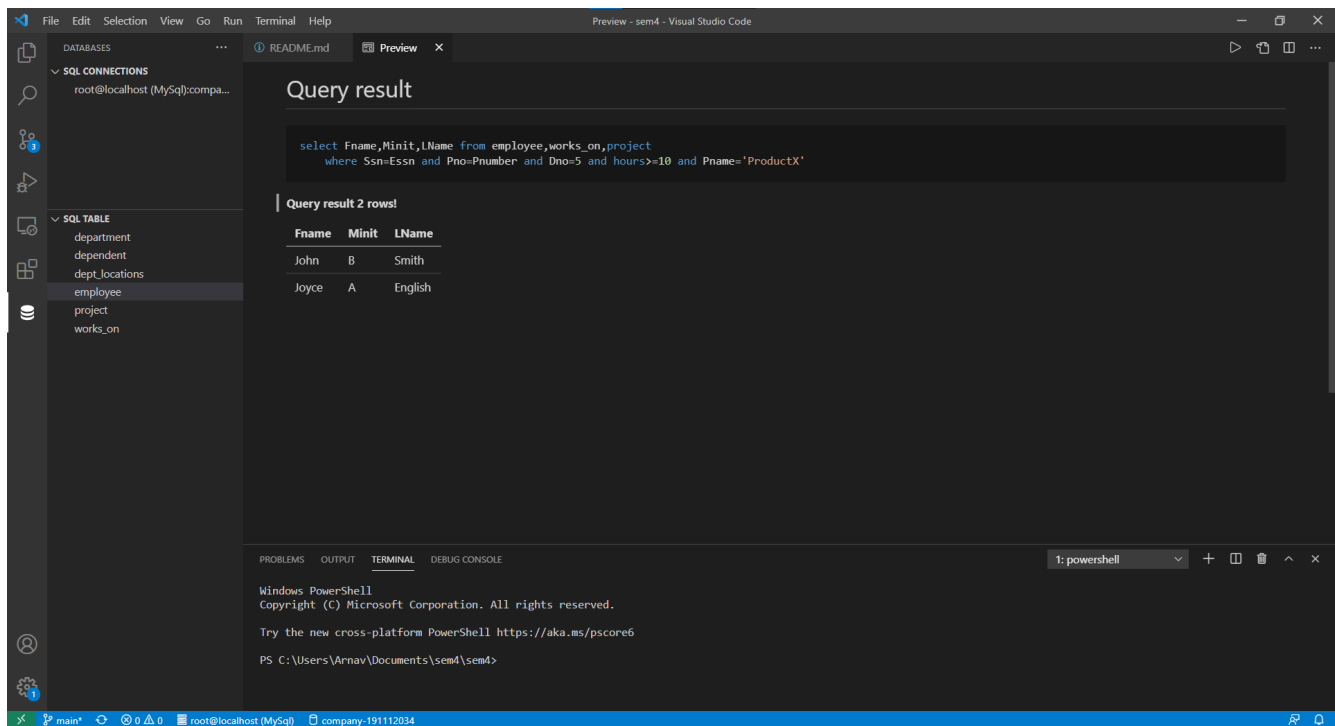 File Edit Selection View Go Run Terminal Help
Preview - sem4 - Visual Studio Code
DATABASES
README.md
Preview
SQL CONNECTIONS
root@localhost (MySql):compa...
Query result
select Fname,Minit,LName from employee,works_on,project
where Ssn=Essn and Pno=Pnumber and Dno=5 and hours>=10 and Pname='ProductX'
Query result 2 rows!
Fname Minit LName
John B Smith
Joyce A English
3
SQL TABLE
department
dependent
dept_locations
employee
project
works_on
PROBLEMS OUTPUT TERMINAL DEBUG CONSOLE
1: powershell
Windows PowerShell
Copyright (C) Microsoft Corporation. All rights reserved.
Try the new cross-platform PowerShell https://aka.ms/pscore6
PS C:\Users\Arnav\Documents\sem4\sem4>
1
main* 0 0 root@localhost (MySql) company-191112034